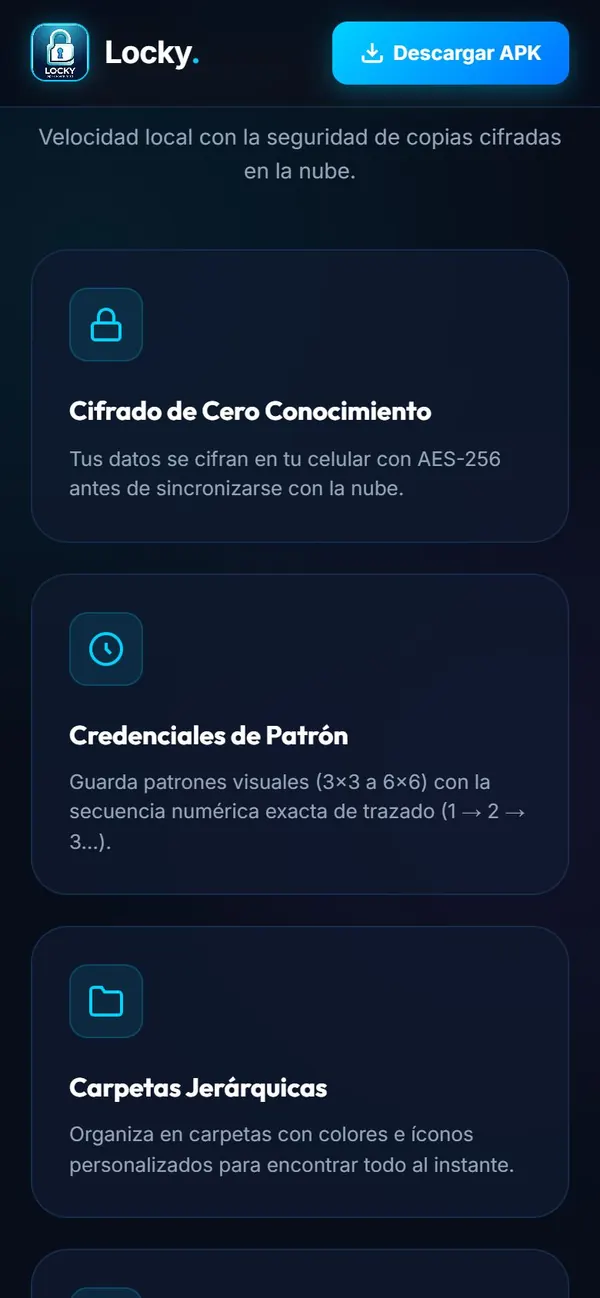 LOCKY
Locky.
Descargar APK
Velocidad local con la seguridad de copias cifradas
en la nube.
Cifrado de Cero Conocimiento
Tus datos se cifran en tu celular con AES-256
antes de sincronizarse con la nube.
Credenciales de Patrón
Guarda patrones visuales (3×3 a 6×6) con la
secuencia numérica exacta de trazado (1 → 2 →
3...).
Carpetas Jerárquicas
Organiza en carpetas con colores e íconos
personalizados para encontrar todo al instante.